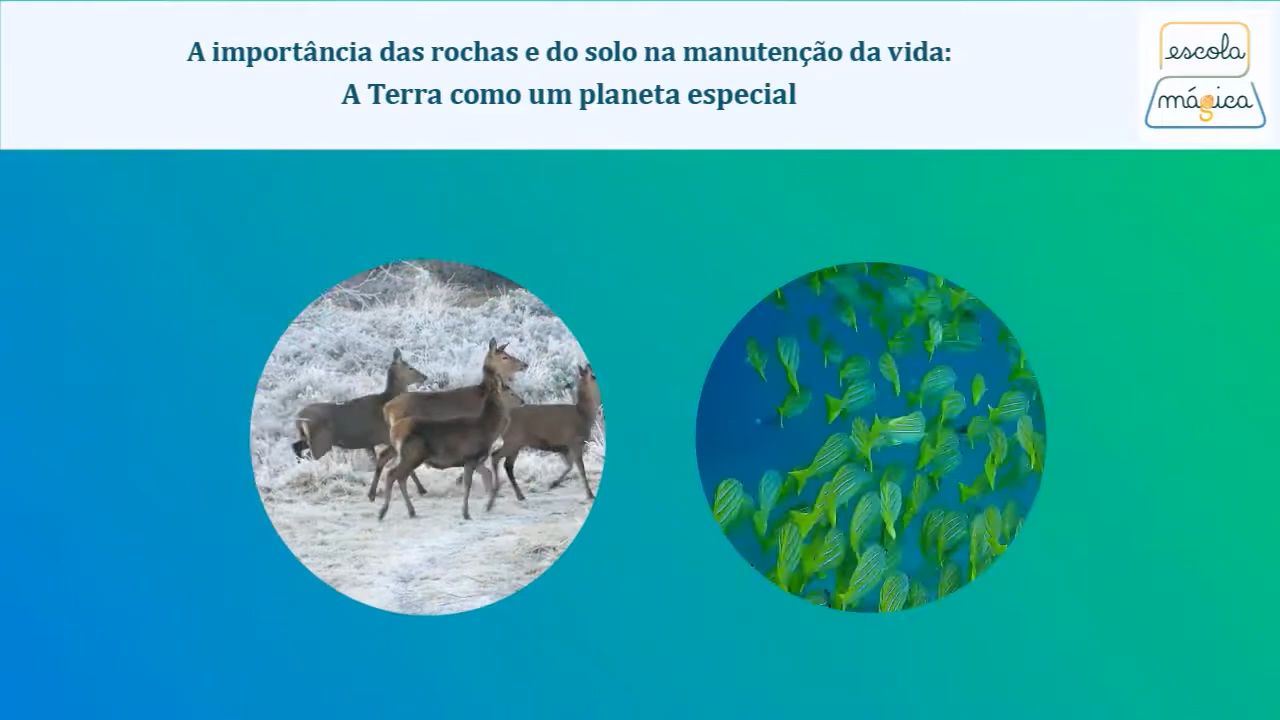 A importância das rochas e do solo na manutenção da vida:
A Terra como um planeta especial
escola
mágica